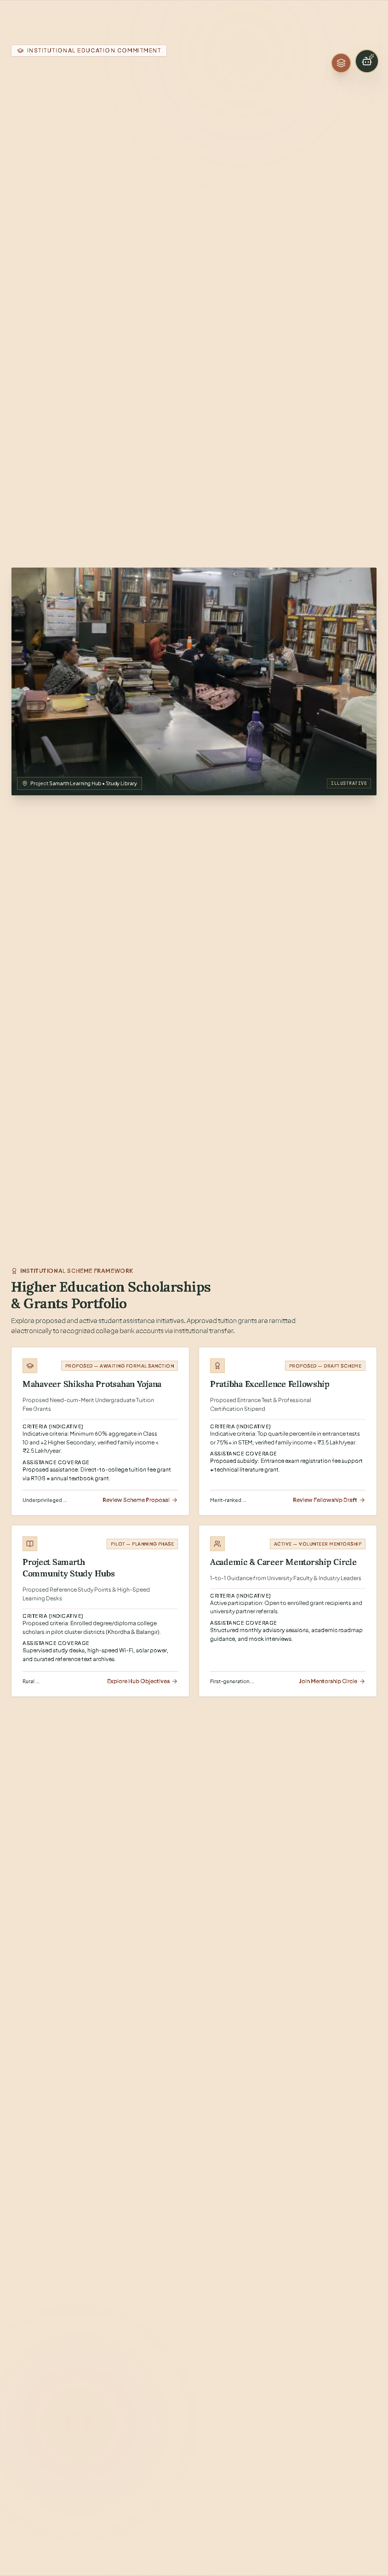 INSTITUTIONAL EDUCATION COMMITMENT
Project Samarth Learning Hub • Study Library
ILLUSTRATIVE
INSTITUTIONAL SCHEME FRAMEWORK
Higher Education Scholarships
& Grants Portfolio
Explore proposed and active student assistance initiatives. Approved tuition grants are remitted
electronically to recognized college bank accounts via institutional transfer.
PROPOSED — AWAITING FORMAL SANCTION
Mahaveer Shiksha Protsahan Yojana
Proposed Need-cum-Merit Undergraduate Tuition
Fee Grants
CRITERIA (INDICATIVE)
Indicative criteria: Minimum 60% aggregate in Class
10 and +2 Higher Secondary; verified family income <
₹2.5 Lakh/year.
ASSISTANCE COVERAGE
Proposed assistance: Direct-to-college tuition fee grant
via RTGS + annual textbook grant.
Underprivileged ...
Review Scheme Proposal →
PROPOSED — DRAFT SCHEME
Pratibha Excellence Fellowship
Proposed Entrance Test & Professional
Certification Stipend
CRITERIA (INDICATIVE)
Indicative criteria: Top quartile percentile in entrance tests
or 75%+ in STEM; verified family income < ₹3.5 Lakh/year.
ASSISTANCE COVERAGE
Proposed subsidy: Entrance exam registration fee support
+ technical literature grant.
Merit-ranked ...
Review Fellowship Draft →
PILOT — PLANNING PHASE
Project Samarth
Community Study Hubs
Proposed Reference Study Points & High-Speed
Learning Desks
CRITERIA (INDICATIVE)
Proposed criteria: Enrolled degree/diploma college
scholars in pilot cluster districts (Khordha & Balangir).
ASSISTANCE COVERAGE
Supervised study desks, high-speed Wi-Fi, solar power,
and curated reference text archives.
Rural ...
Explore Hub Objectives →
ACTIVE — VOLUNTEER MENTORSHIP
Academic & Career Mentorship Circle
1-to-1 Guidance from University Faculty & Industry Leaders
CRITERIA (INDICATIVE)
Active participation: Open to enrolled grant recipients and
university partner referrals.
ASSISTANCE COVERAGE
Structured monthly advisory sessions, academic roadmap
guidance, and mock interviews.
First-generation ...
Join Mentorship Circle →